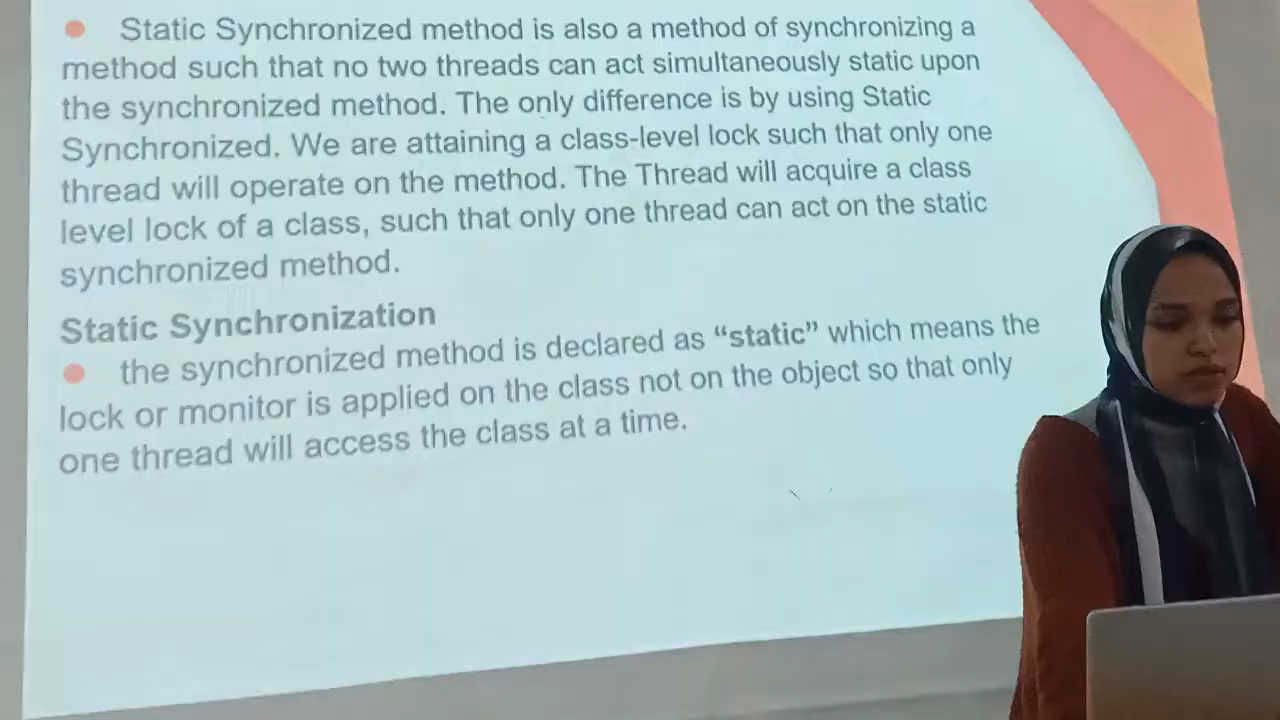 Static Synchronized method is also a method of synchronizing a
method such that no two threads can act simultaneously static upon
the synchronized method. The only difference is by using Static
Synchronized. We are attaining a class-level lock such that only one
thread will operate on the method. The Thread will acquire a class
level lock of a class, such that only one thread can act on the static
synchronized method.
Static Synchronization
the synchronized method is declared as “static” which means the
lock or monitor is applied on the class not on the object so that only
one thread will access the class at a time.